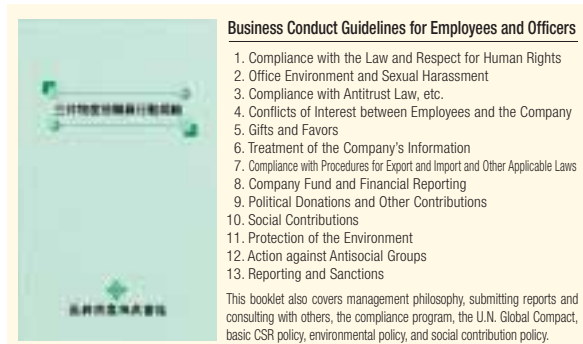 Business Conduct Guidelines for Employees and Officers
1. Compliance with the Law and Respect for Human Rights
2. Office Environment and Sexual Harassment
3. Compliance with Antitrust Law, etc.
4. Conflicts of Interest between Employees and the Company
5. Gifts and Favors
6. Treatment of the Company's Information
7. Compliance with Procedures for Export and Import and Other Applicable Laws
8. Company Fund and Financial Reporting
9. Political Donations and Other Contributions
10. Social Contributions
11. Protection of the Environment
12. Action against Antisocial Groups
13. Reporting and Sanctions
This booklet also covers management philosophy, submitting reports and
consulting with others, the compliance program, the U.N. Global Compact,
basic CSR policy, environmental policy, and social contribution policy.